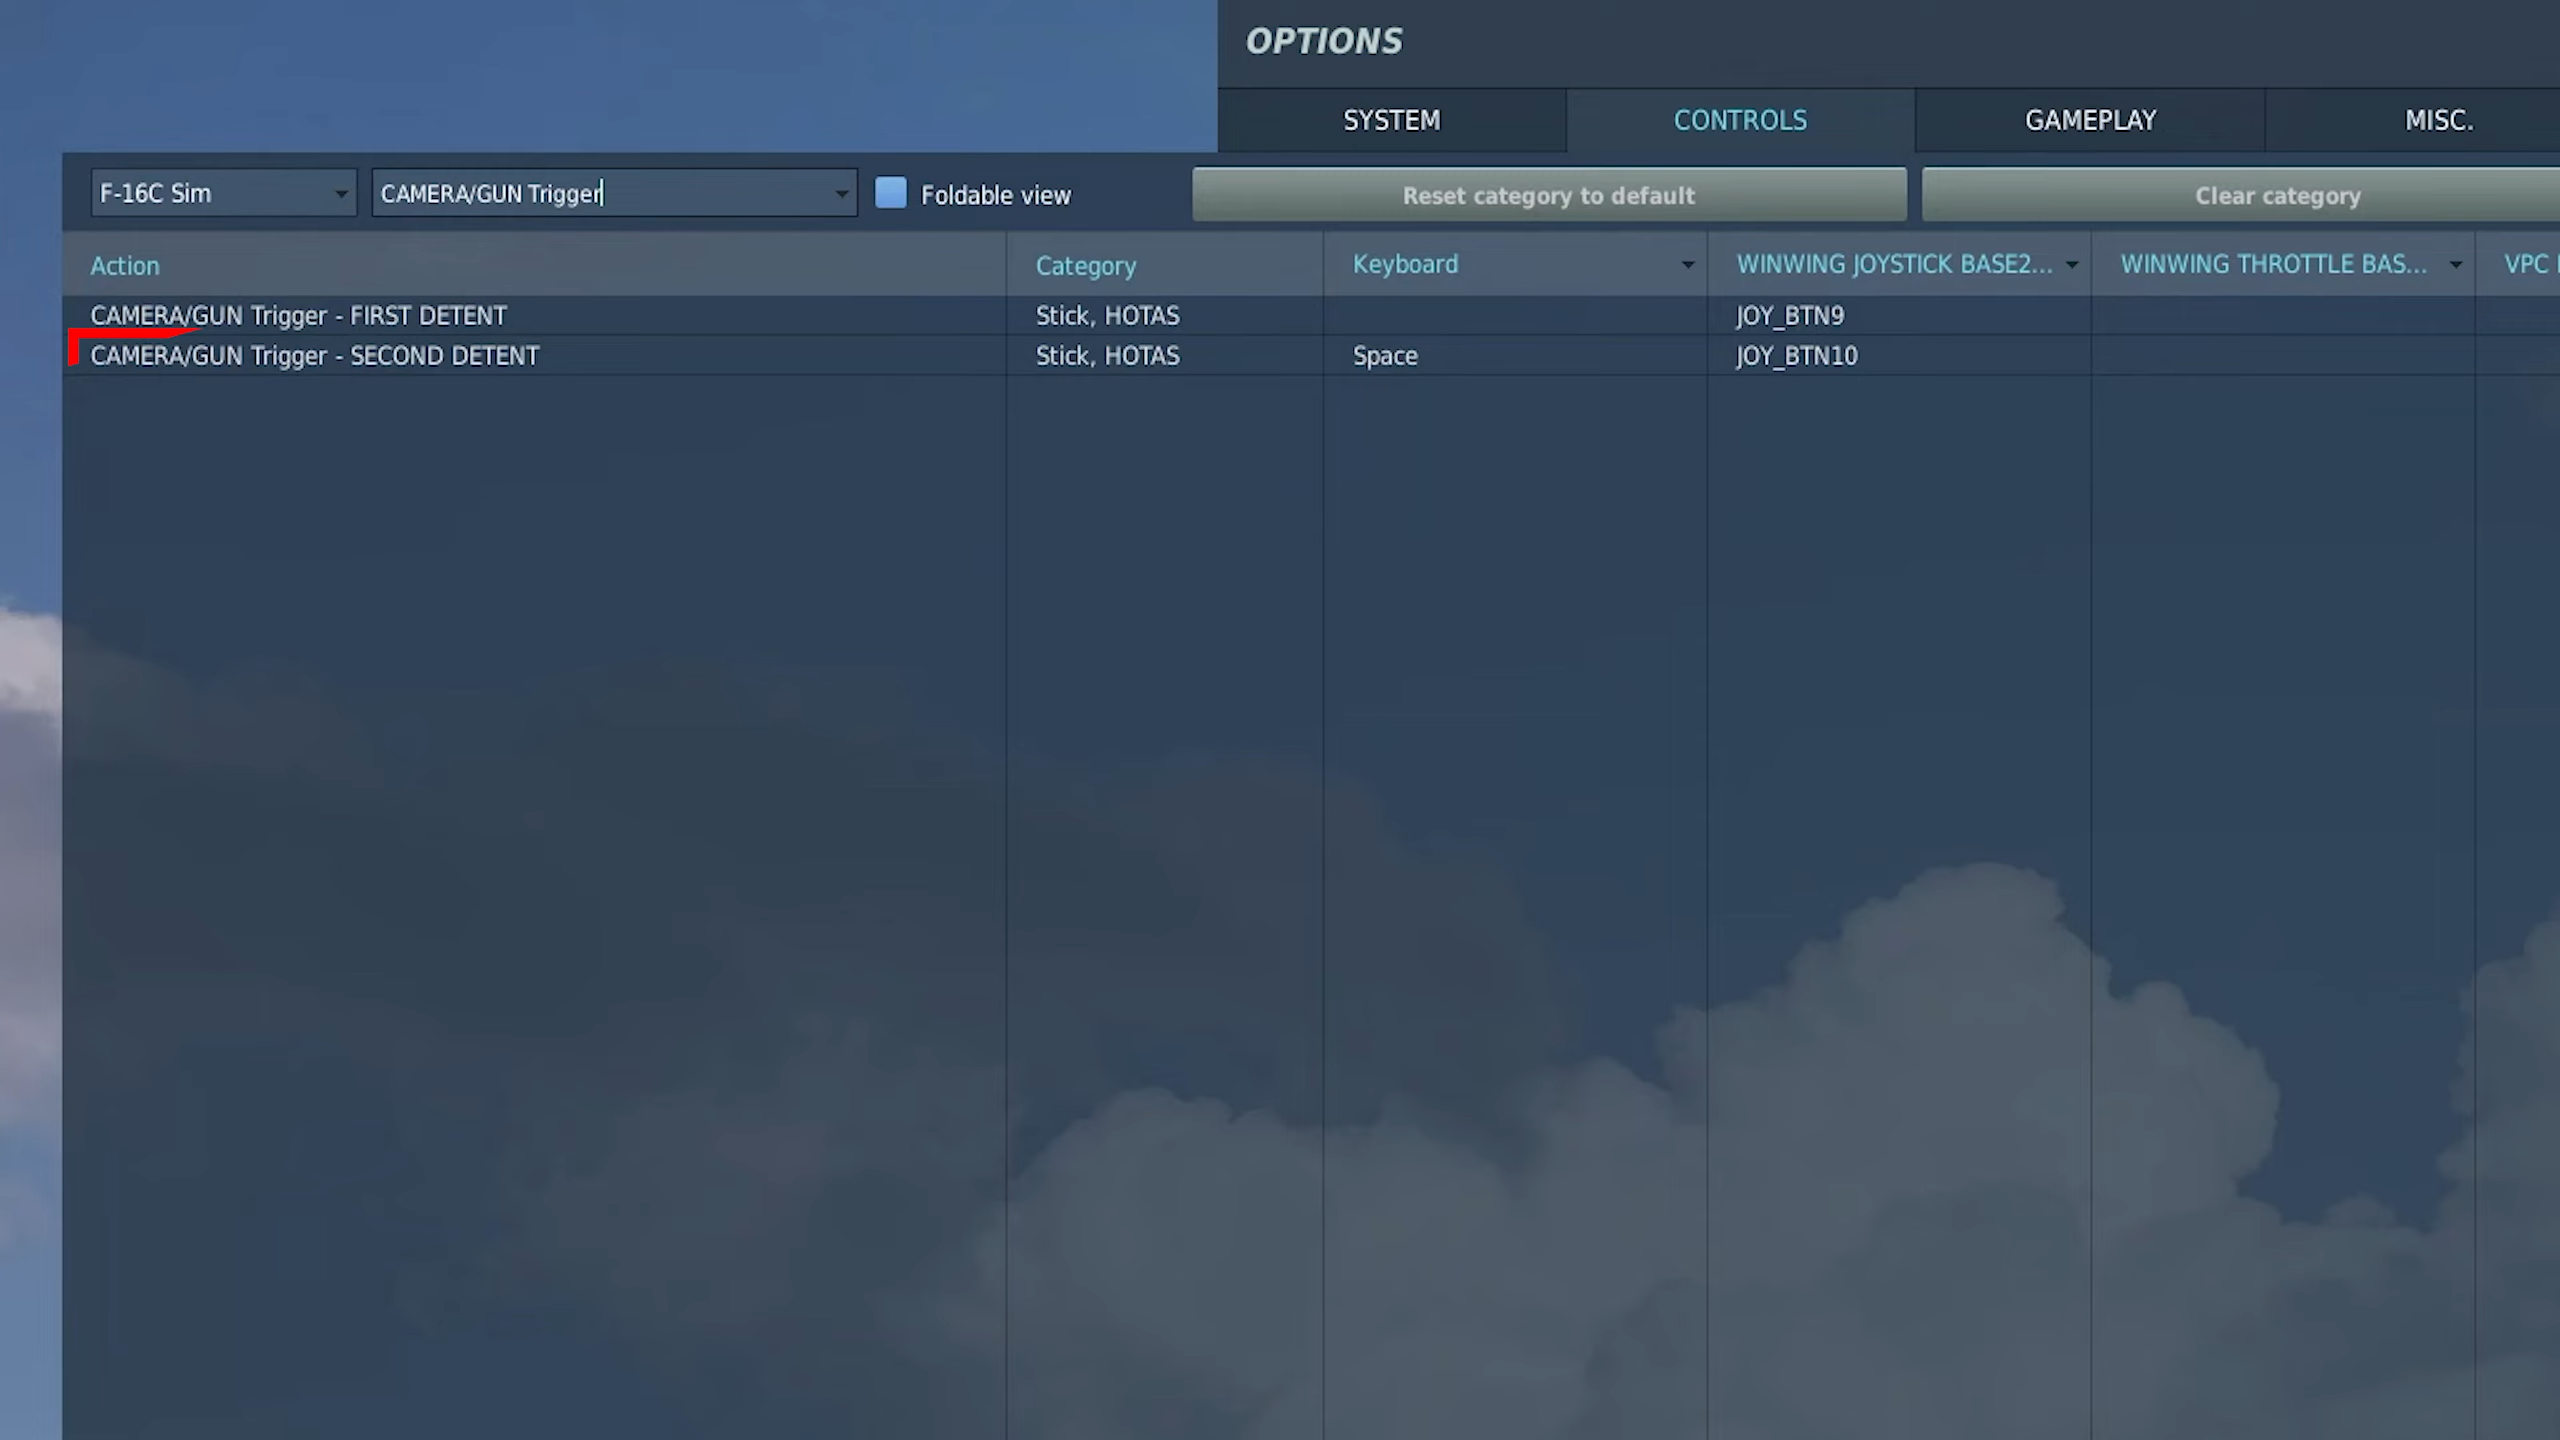 OPTIONS
SYSTEM CONTROLS GAMEPLAY MISC.
F-16C Sim CAMERA/GUN Trigger Foldable view Reset category to default Clear category
Action Category Keyboard WINWING JOYSTICK BASE2... WINWING THROTTLE BAS... VPC
CAMERA/GUN Trigger - FIRST DETENT Stick, HOTAS JOY_BTN9
CAMERA/GUN Trigger - SECOND DETENT Stick, HOTAS Space JOY_BTN10